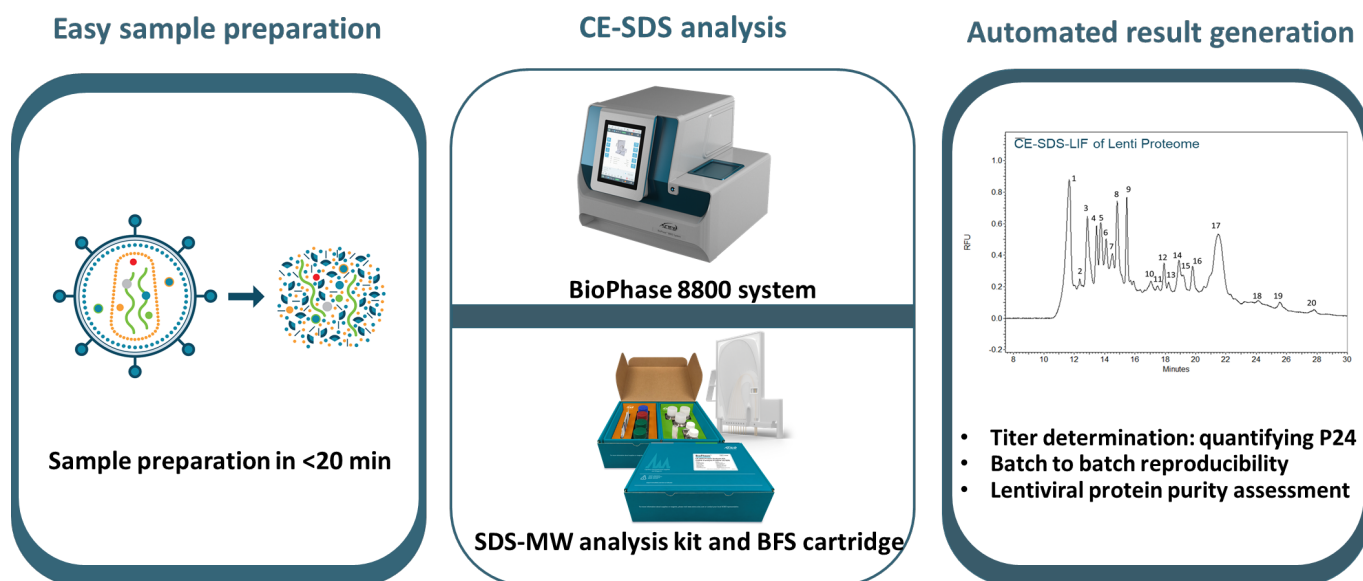 Easy sample preparation
CE-SDS analysis
Automated result generation
Sample preparation in <20 min
BioPhase 8800 system
BioPhase
SDS-MW analysis kit and BFS cartridge
CE-SDS-LIF of Lenti Proteome
RFU
1.0
0.8
0.6
0.4
0.2
0.0
-0.2
1
2
3
4
5
6
7
8
9
10
11
12
13
14
15
16
17
18
19
20
8 10 12 14 16 18 20 22 24 26 28 30
Minutes
• Titer determination: quantifying P24
• Batch to batch reproducibility
• Lentiviral protein purity assessment